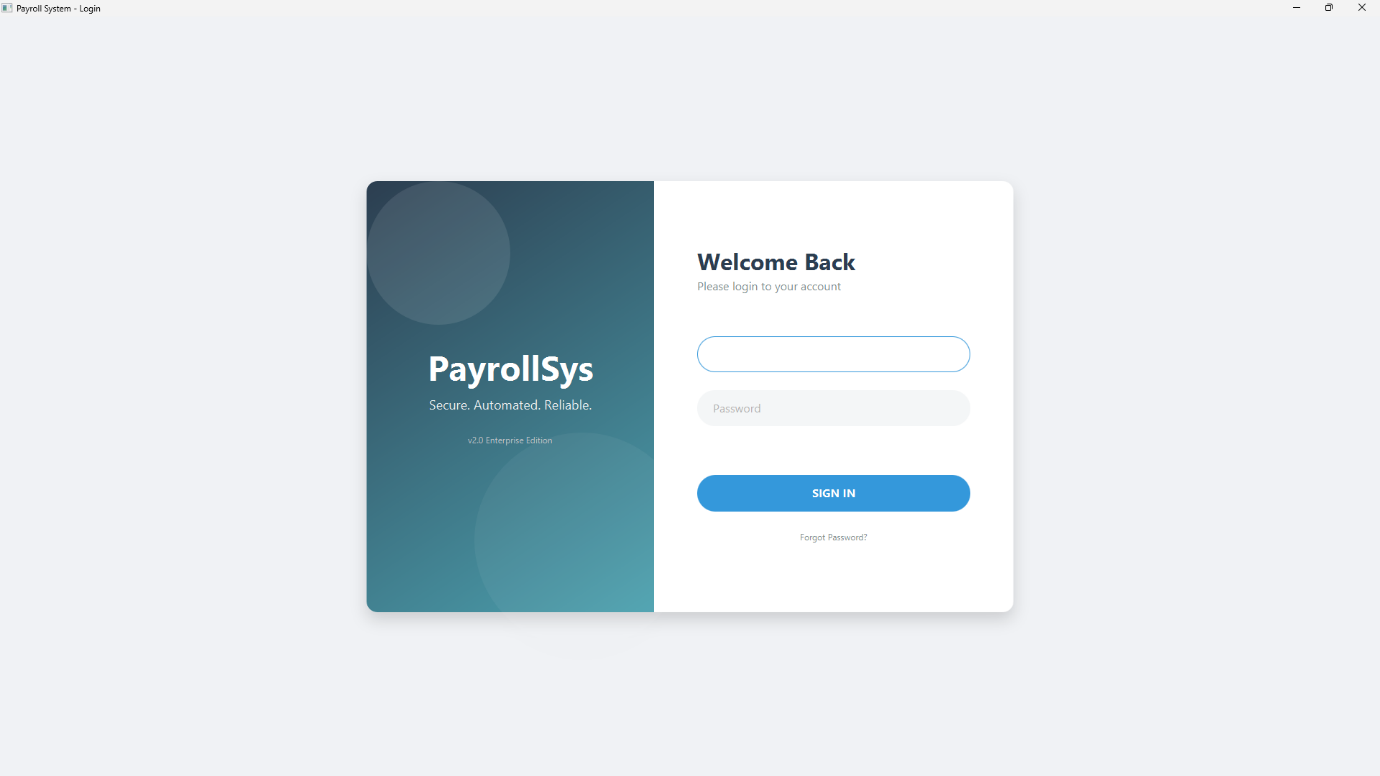 Payroll System - Login
PayrollSys
Secure. Automated. Reliable.
v2.0 Enterprise Edition
Welcome Back
Please login to your account
Password
SIGN IN
Forgot Password?